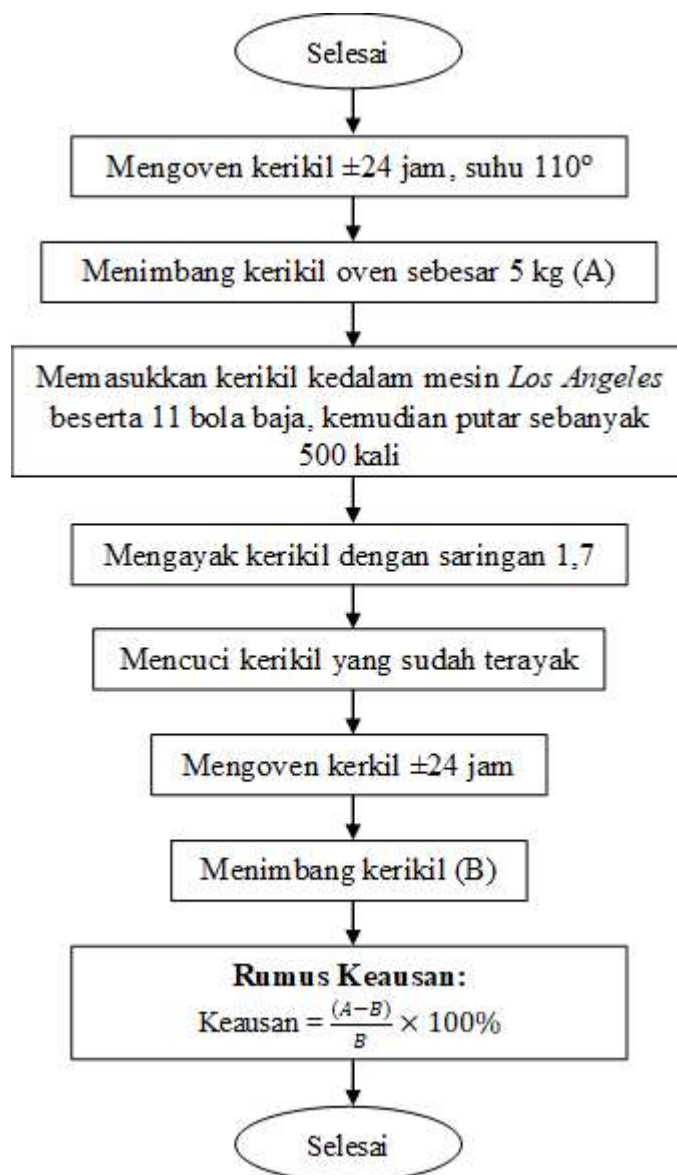 Selesai
Mengoven kerikil ±24 jam, suhu 110°
Menimbang kerikil oven sebesar 5 kg (A)
Memasukkan kerikil kedalam mesin Los Angeles
beserta 11 bola baja, kemudian putar sebanyak
500 kali
Mengayak kerikil dengan saringan 1,7
Mencuci kerikil yang sudah terayak
Mengoven kerkil ±24 jam
Menimbang kerikil (B)
Rumus Keausan:
Keausan = (A−B)/B × 100%
Selesai